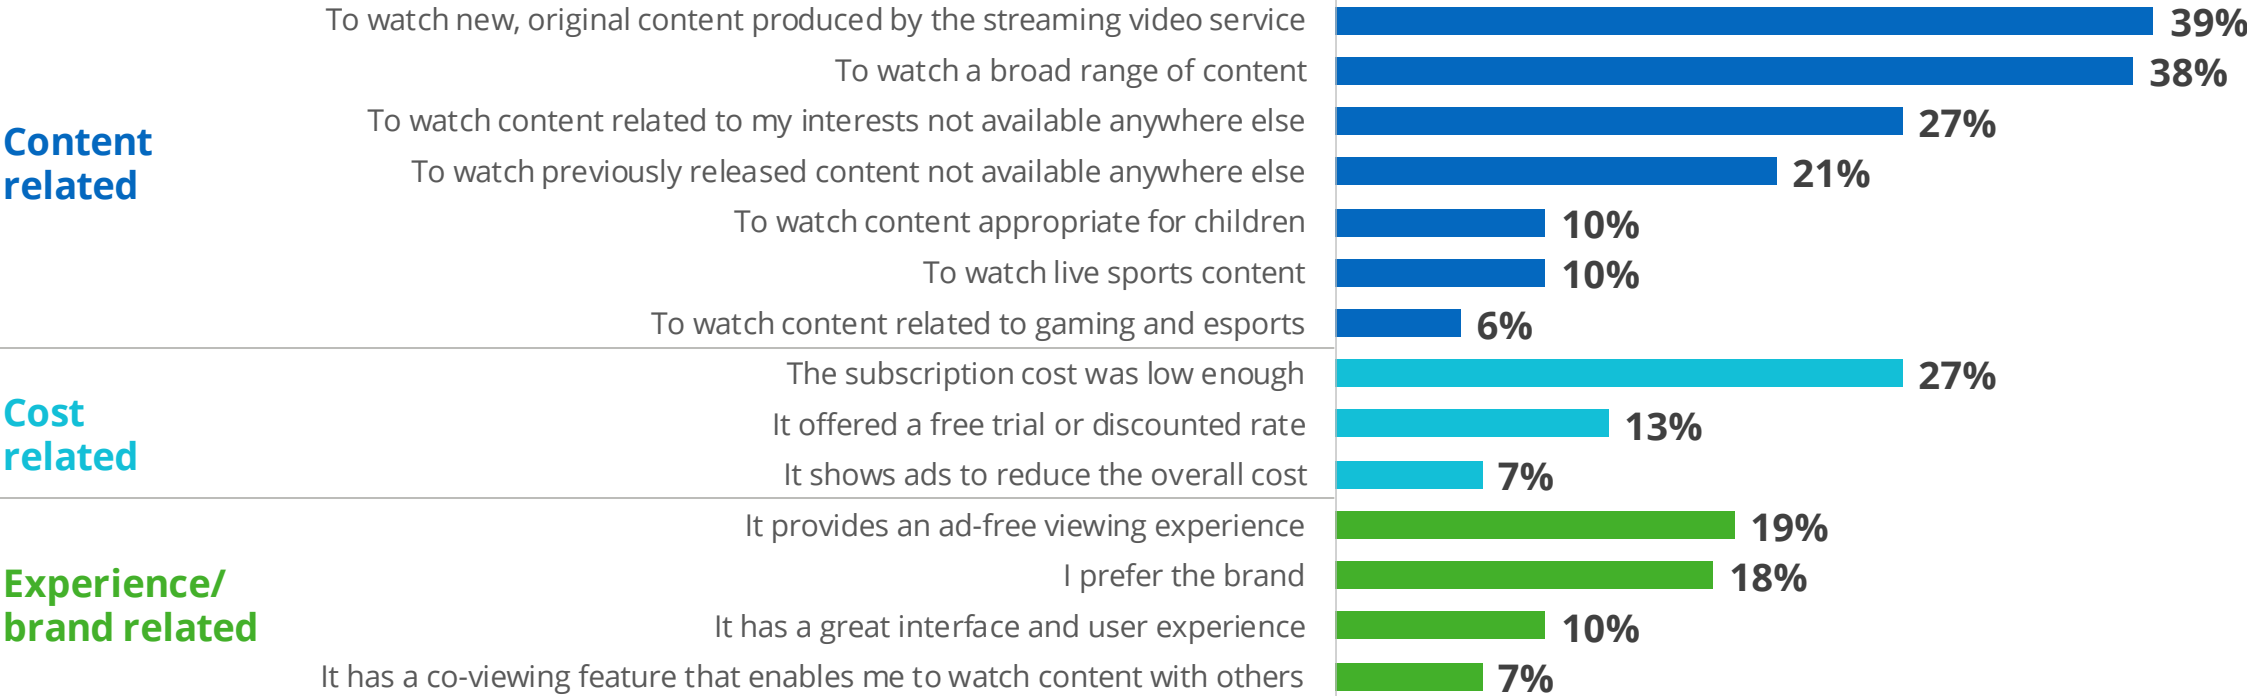 To watch new, original content produced by the streaming video service 39%
To watch a broad range of content 38%
Content
related
To watch content related to my interests not available anywhere else 27%
To watch previously released content not available anywhere else 21%
To watch content appropriate for children 10%
To watch live sports content 10%
To watch content related to gaming and esports 6%
Cost
related
The subscription cost was low enough 27%
It offered a free trial or discounted rate 13%
It shows ads to reduce the overall cost 7%
Experience/
brand related
It provides an ad-free viewing experience 19%
I prefer the brand 18%
It has a great interface and user experience 10%
It has a co-viewing feature that enables me to watch content with others 7%